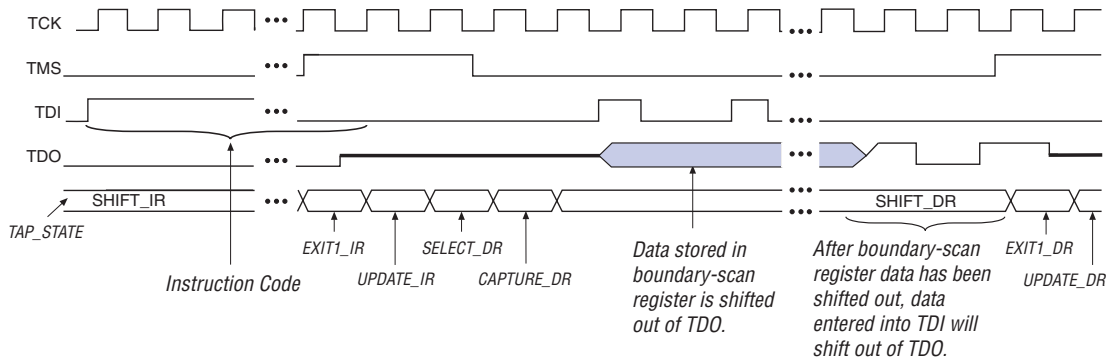 TCK
TMS
TDI
TDO
SHIFT_IR
SHIFT_DR
TAP_STATE
EXIT1_IR
SELECT_DR
Instruction Code
UPDATE_IR
CAPTURE_DR
Data stored in
boundary-scan
register is shifted
out of TDO.
After boundary-scan
register data has been
shifted out, data
entered into TDI will
shift out of TDO.
EXIT1_DR
UPDATE_DR